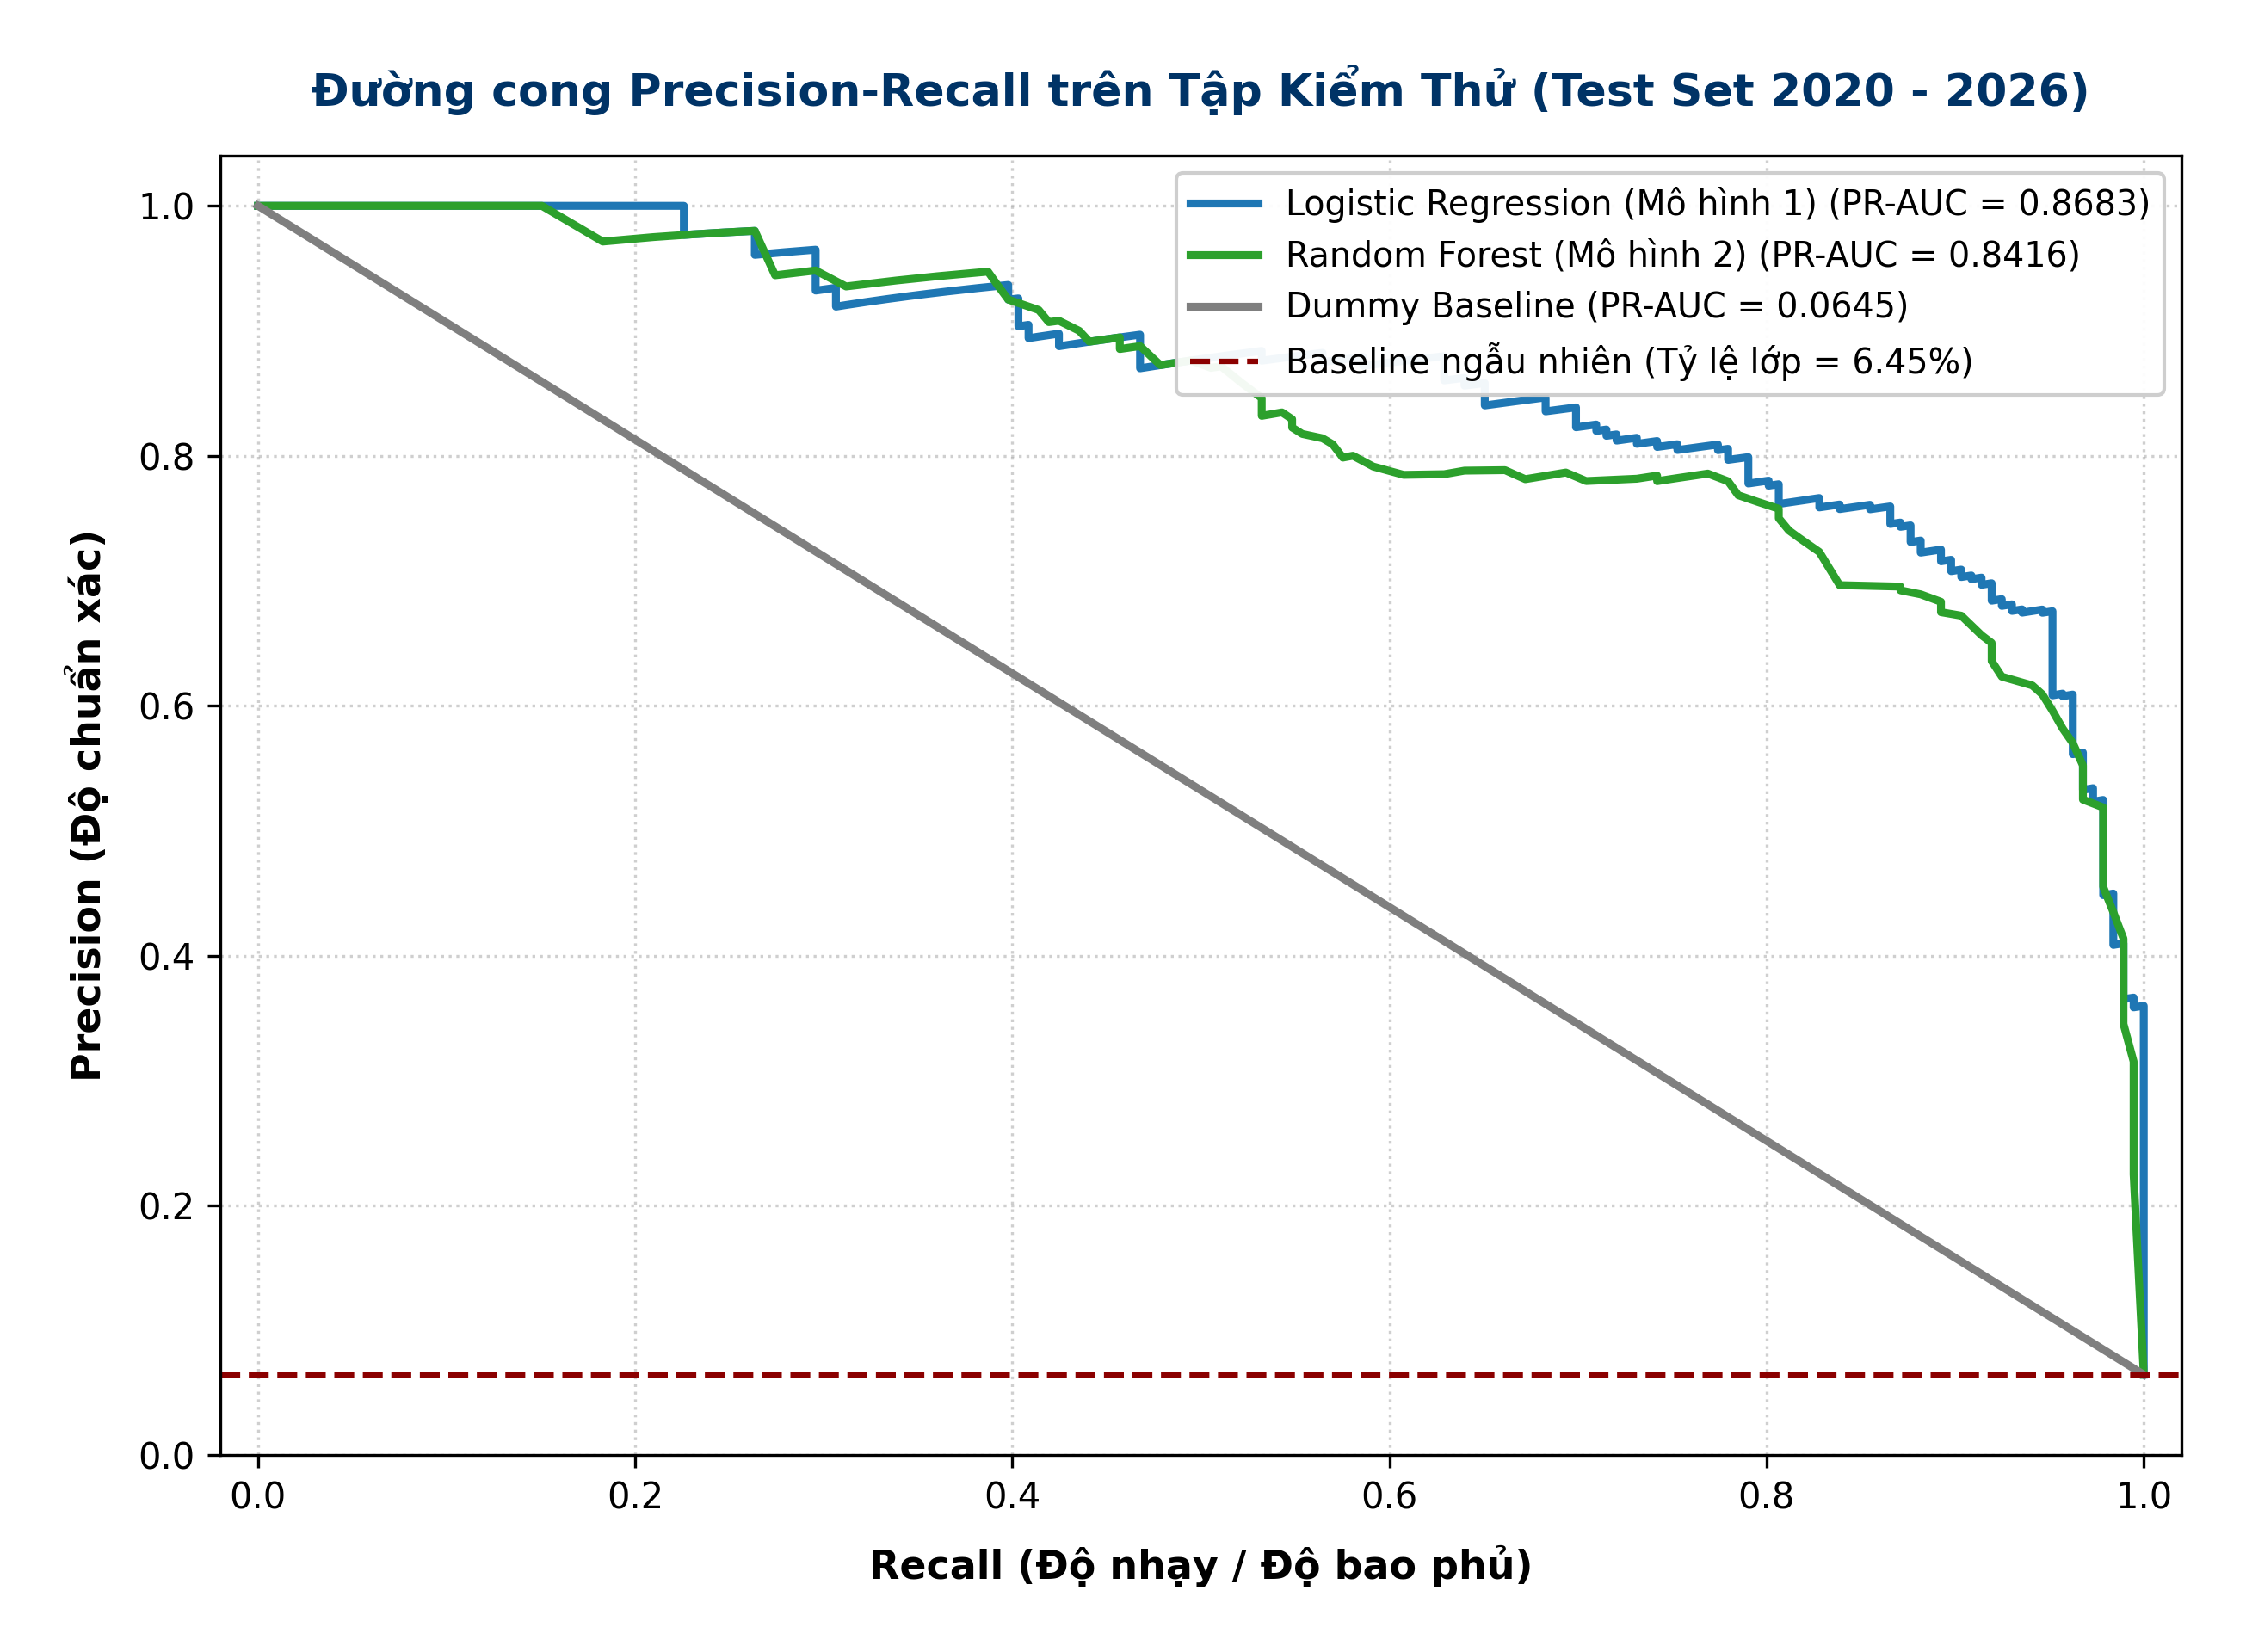 Đường cong Precision-Recall trên Tập Kiểm Thử (Test Set 2020 - 2026)
Logistic Regression (Mô hình 1) (PR-AUC = 0.8683)
Random Forest (Mô hình 2) (PR-AUC = 0.8416)
Dummy Baseline (PR-AUC = 0.0645)
Baseline ngẫu nhiên (Tỷ lệ lớp = 6.45%)
Precision (Độ chuẩn xác)
1.0
0.8
0.6
0.4
0.2
0.0
0.0 0.2 0.4 0.6 0.8 1.0
Recall (Độ nhạy / Độ bao phủ)